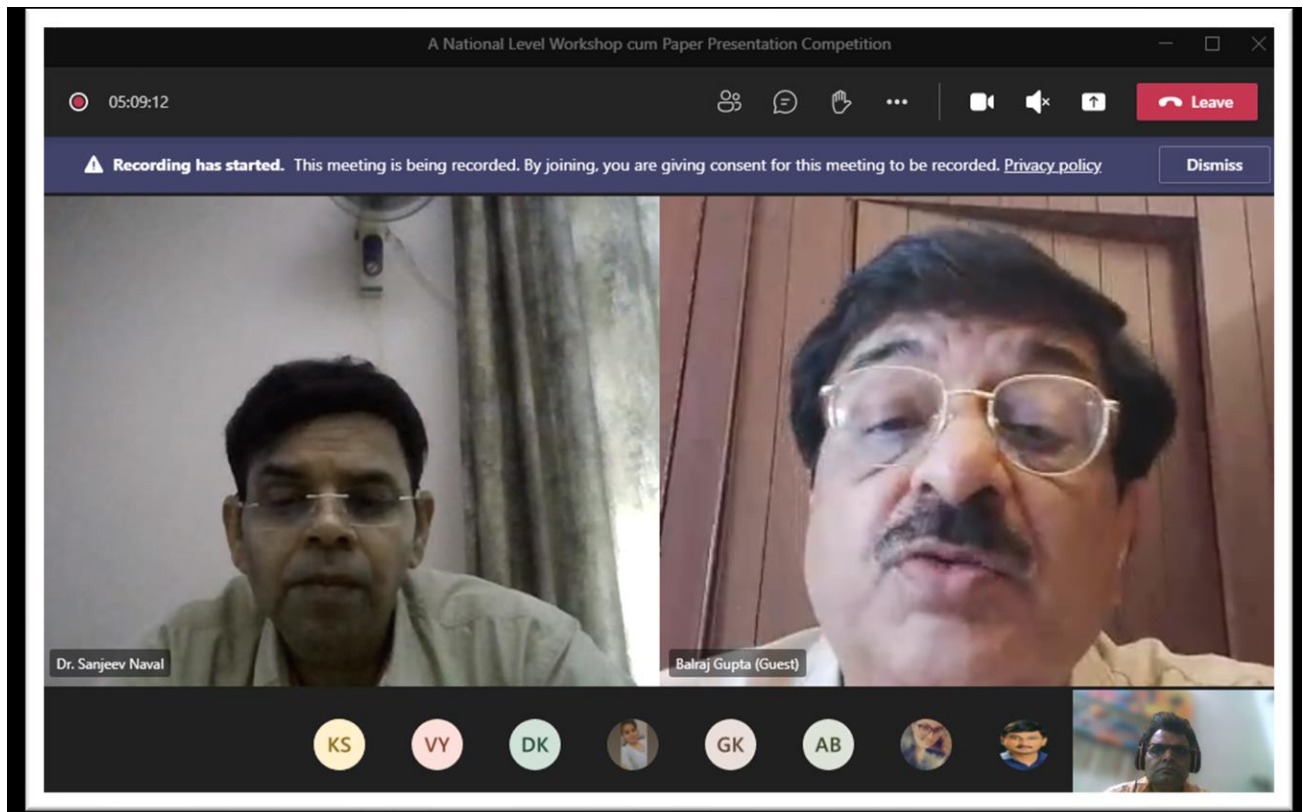 A National Level Workshop cum Paper Presentation Competition
05:09:12
Leave
Recording has started. This meeting is being recorded. By joining, you are giving consent for this meeting to be recorded. Privacy policy
Dismiss
Dr. Sanjeev Naval
Balraj Gupta (Guest)
KS
VY
DK
GK
AB